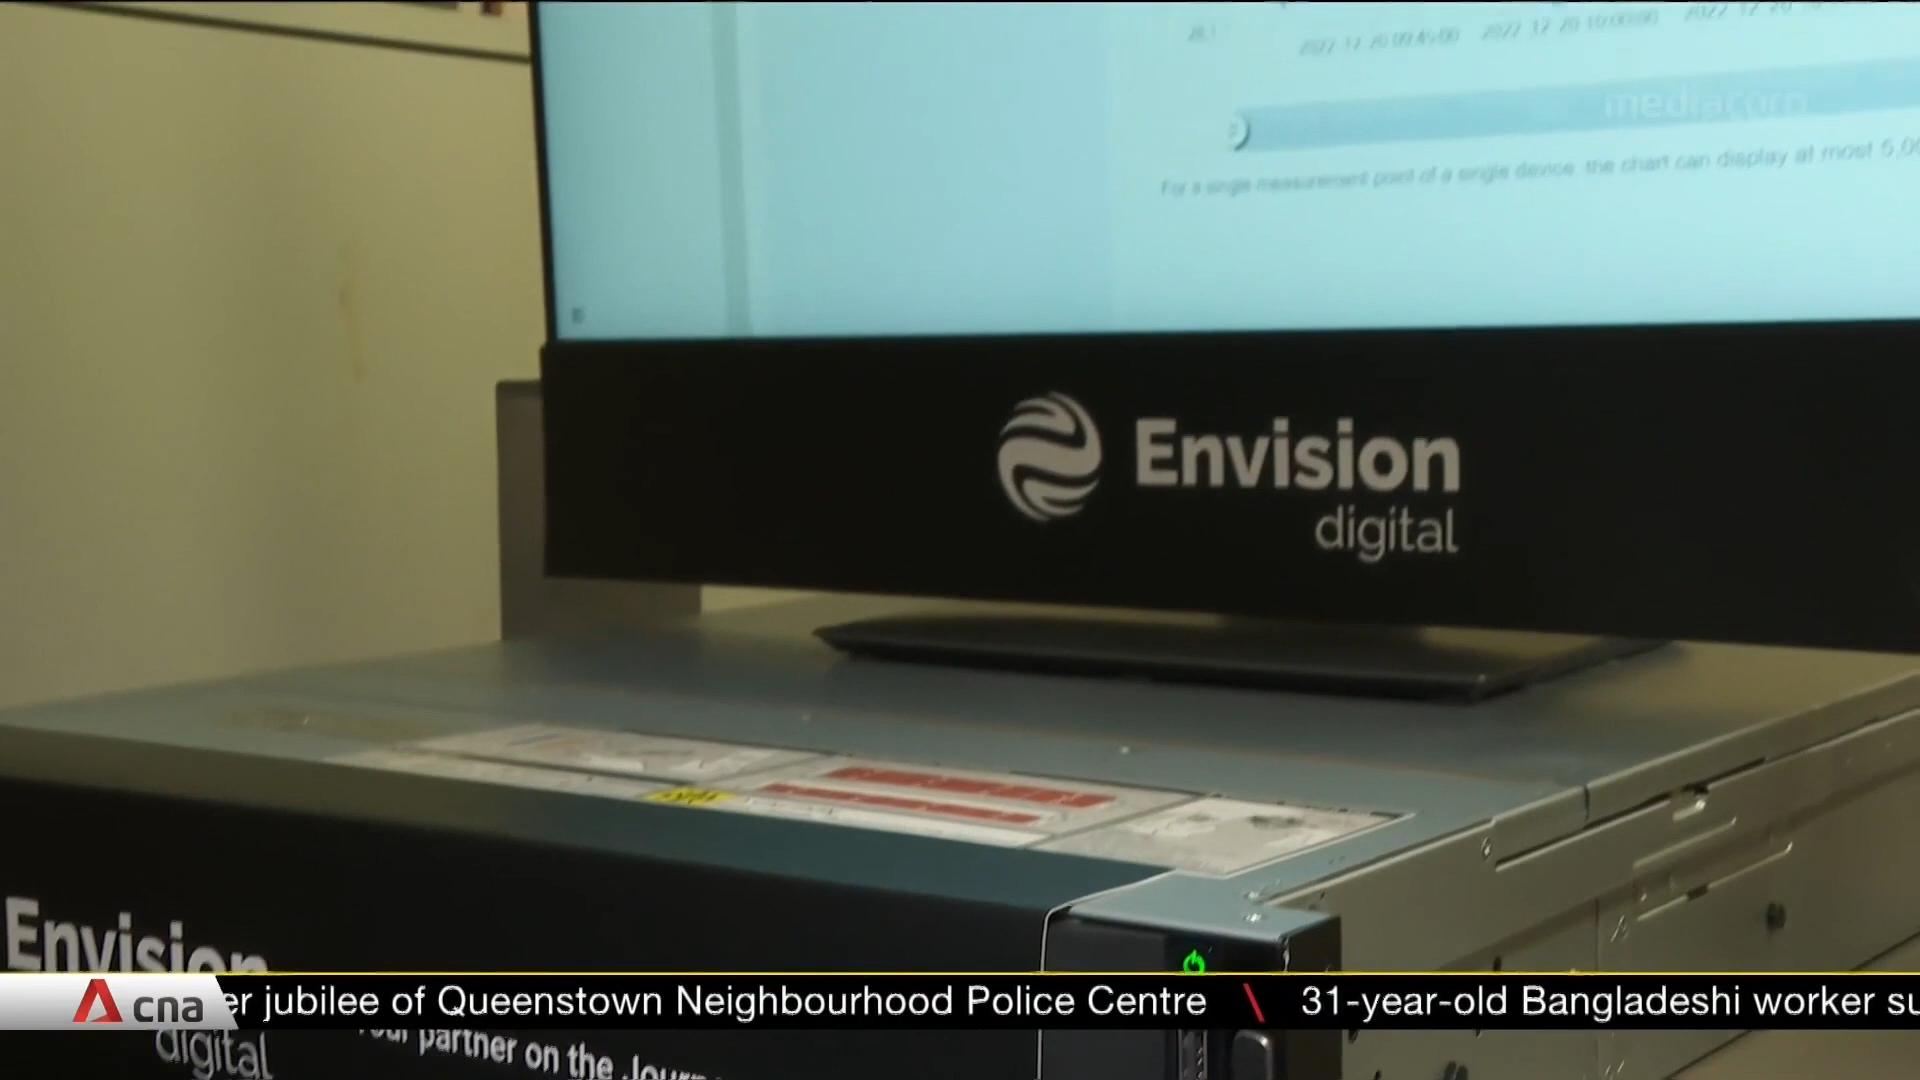 2022-12-20 09:45:00 2022-12-20 10:00:00
mediacorp
For a single measurement point of a single device, the chart can display at most 5,00
Envision
digital
Envision
cna er jubilee of Queenstown Neighbourhood Police Centre \ 31-year-old Bangladeshi worker su
digital
partner on the